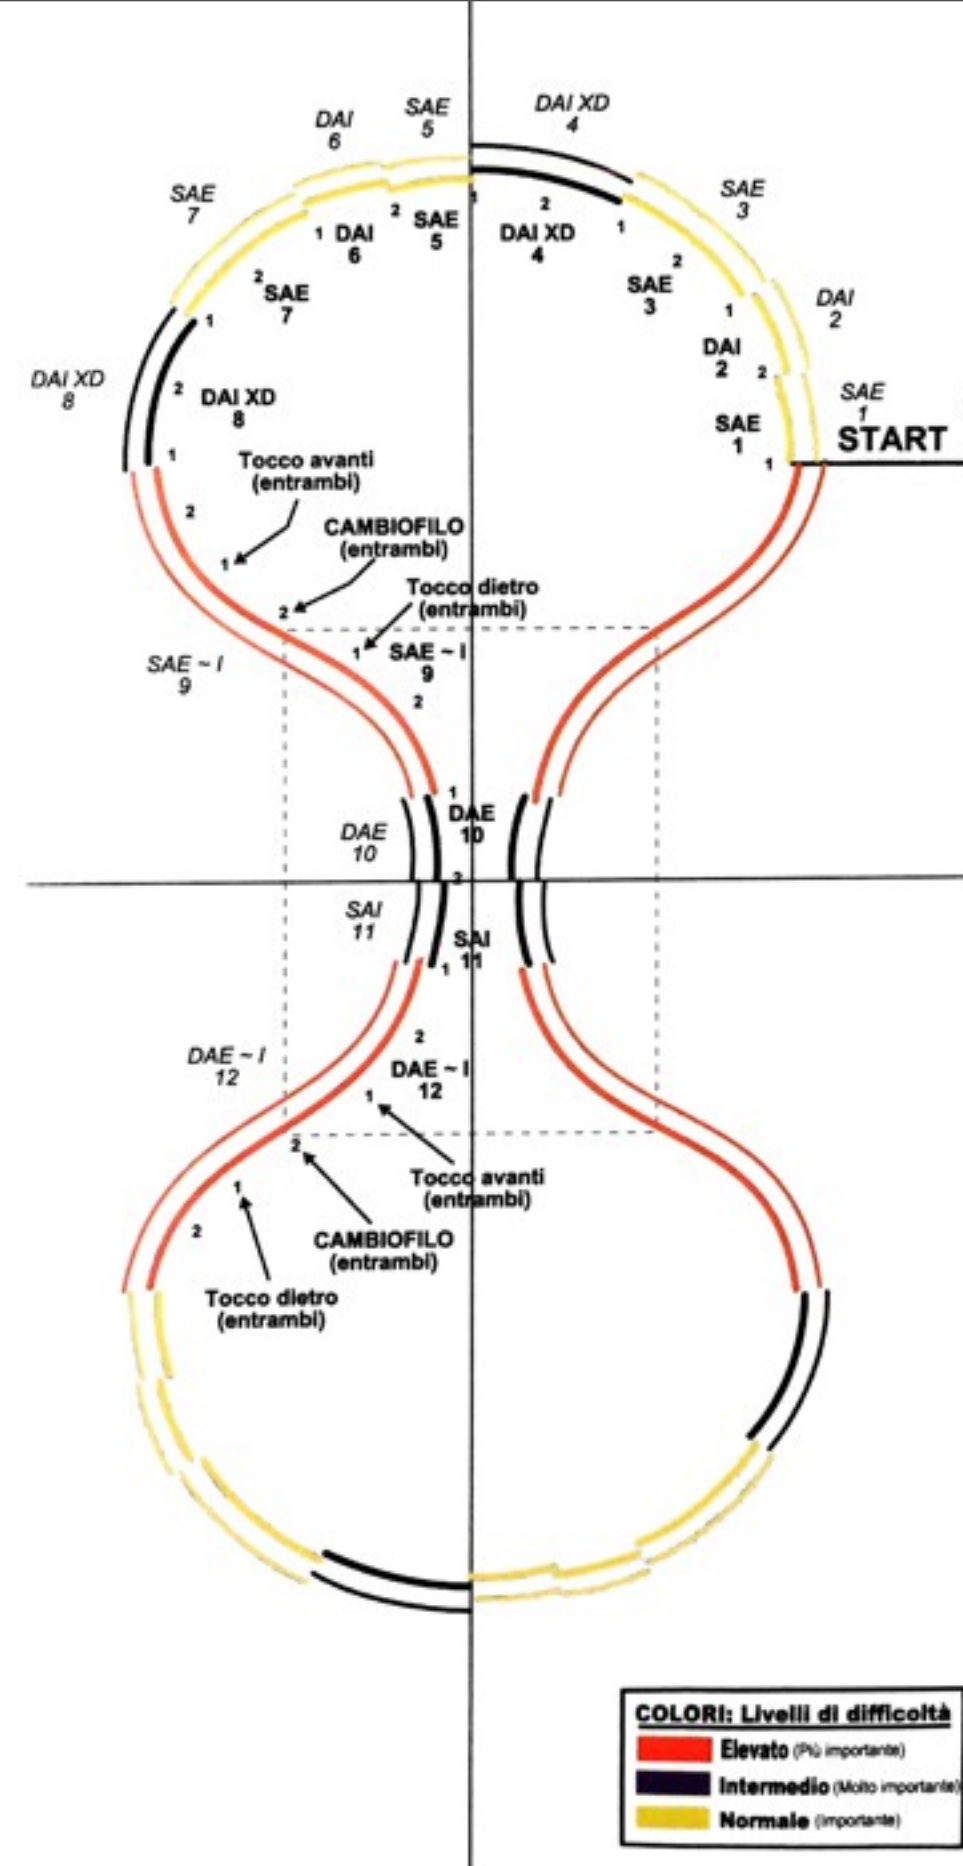 DAI XD
4
SAE
5
DAI
6
SAE
7
SAE
3
DAI
2
SAE
1
START
DAI XD
8
1
2
DAI XD
4
1
2
SAE
3
1
DAI
2
2
SAE
1
1
2
SAE
5
1
DAI
6
2
SAE
7
1
2
DAI XD
8
1
Tocco avanti
(entrambi)
2
CAMBIOFILO
(entrambi)
1
Tocco dietro
(entrambi)
2
1
SAE ~ I
9
SAE ~ I
9
2
1
DAE
10
DAE
10
2
SAI
11
SAI
11
1
2
DAE ~ I
12
DAE ~ I
12
1
2
Tocco avanti
(entrambi)
1
CAMBIOFILO
(entrambi)
2
Tocco dietro
(entrambi)
COLORI: Livelli di difficoltà
Elevato (Più importante)
Intermedio (Molto importante)
Normale (Importante)